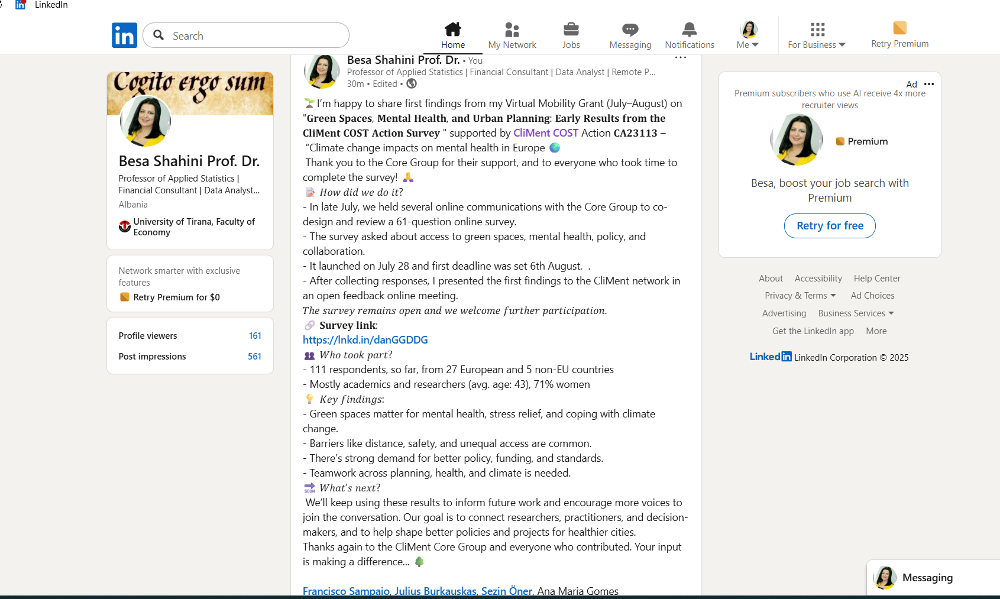 LinkedIn
in
Search
Home
My Network
Jobs
Messaging
Notifications
Me
For Business
Retry Premium
Cogito ergo sum
Besa Shahini Prof. Dr.
Professor of Applied Statistics |
Financial Consultant | Data Analyst...
Albania
University of Tirana, Faculty of
Economy
Network smarter with exclusive
features
Retry Premium for $0
Profile viewers 161
Post impressions 561
Besa Shahini Prof. Dr. • You
Professor of Applied Statistics | Financial Consultant | Data Analyst | Remote P...
30m • Edited •
I’m happy to share first findings from my Virtual Mobility Grant (July–August) on
"Green Spaces, Mental Health, and Urban Planning: Early Results from the
CliMent COST Action Survey " supported by CliMent COST Action CA23113 –
“Climate change impacts on mental health in Europe 🌍
Thank you to the Core Group for their support, and to everyone who took time to
complete the survey! 🙏
📝 How did we do it?
- In late July, we held several online communications with the Core Group to co-
design and review a 61-question online survey.
- The survey asked about access to green spaces, mental health, policy, and
collaboration.
- It launched on July 28 and first deadline was set 6th August.  .
- After collecting responses, I presented the first findings to the CliMent network in
an open feedback online meeting.
The survey remains open and we welcome further participation.
🔗 Survey link:
https://lnkd.in/danGGDDG
👥 Who took part?
- 111 respondents, so far, from 27 European and 5 non-EU countries
- Mostly academics and researchers (avg. age: 43), 71% women
💡 Key findings:
- Green spaces matter for mental health, stress relief, and coping with climate
change.
- Barriers like distance, safety, and unequal access are common.
- There’s strong demand for better policy, funding, and standards.
- Teamwork across planning, health, and climate is needed.
🔜 What's next?
We’ll keep using these results to inform future work and encourage more voices to
join the conversation. Our goal is to connect researchers, practitioners, and decision-
makers, and to help shape better policies and projects for healthier cities.
Thanks again to the CliMent Core Group and everyone who contributed. Your input
is making a difference... 🌳
Francisco Sampaio, Julius Burkauskas, Sezin Öner, Ana Maria Gomes
Ad
Premium subscribers who use AI receive 4x more
recruiter views
Premium
Besa, boost your job search with
Premium
Retry for free
About Accessibility Help Center
Privacy & Terms Ad Choices
Advertising Business Services
Get the LinkedIn app More
LinkedIn LinkedIn Corporation © 2025
Messaging